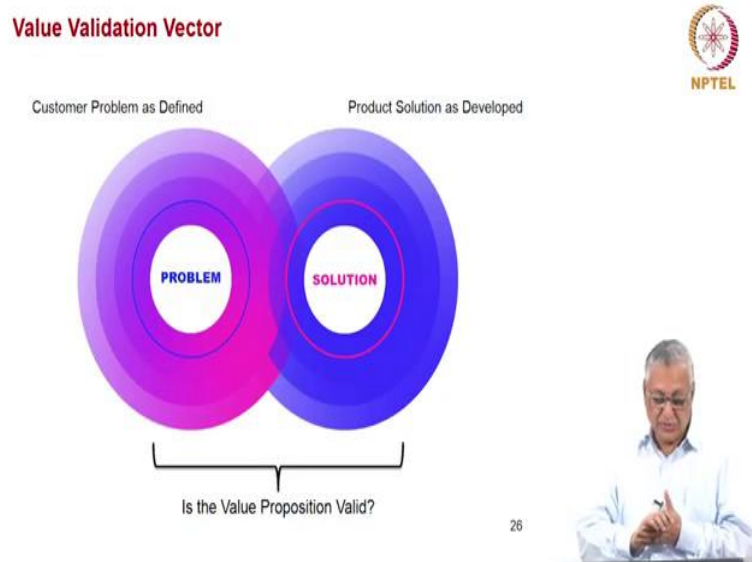 Value Validation Vector
NPTEL
Customer Problem as Defined
Product Solution as Developed
PROBLEM
SOLUTION
Is the Value Proposition Valid?
26